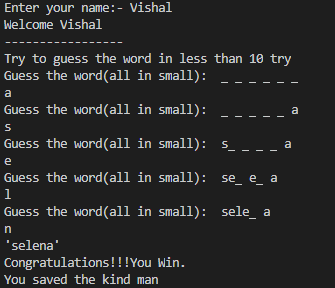 Enter your name:- Vishal
Welcome Vishal
-----------------
Try to guess the word in less than 10 try
Guess the word(all in small):  _ _ _ _ _ _
a
Guess the word(all in small):  _ _ _ _ _ a
s
Guess the word(all in small):  s_ _ _ _ a
e
Guess the word(all in small):  se_ e_ a
l
Guess the word(all in small):  sele_ a
n
'selena'
Congratulations!!!You Win.
You saved the kind man